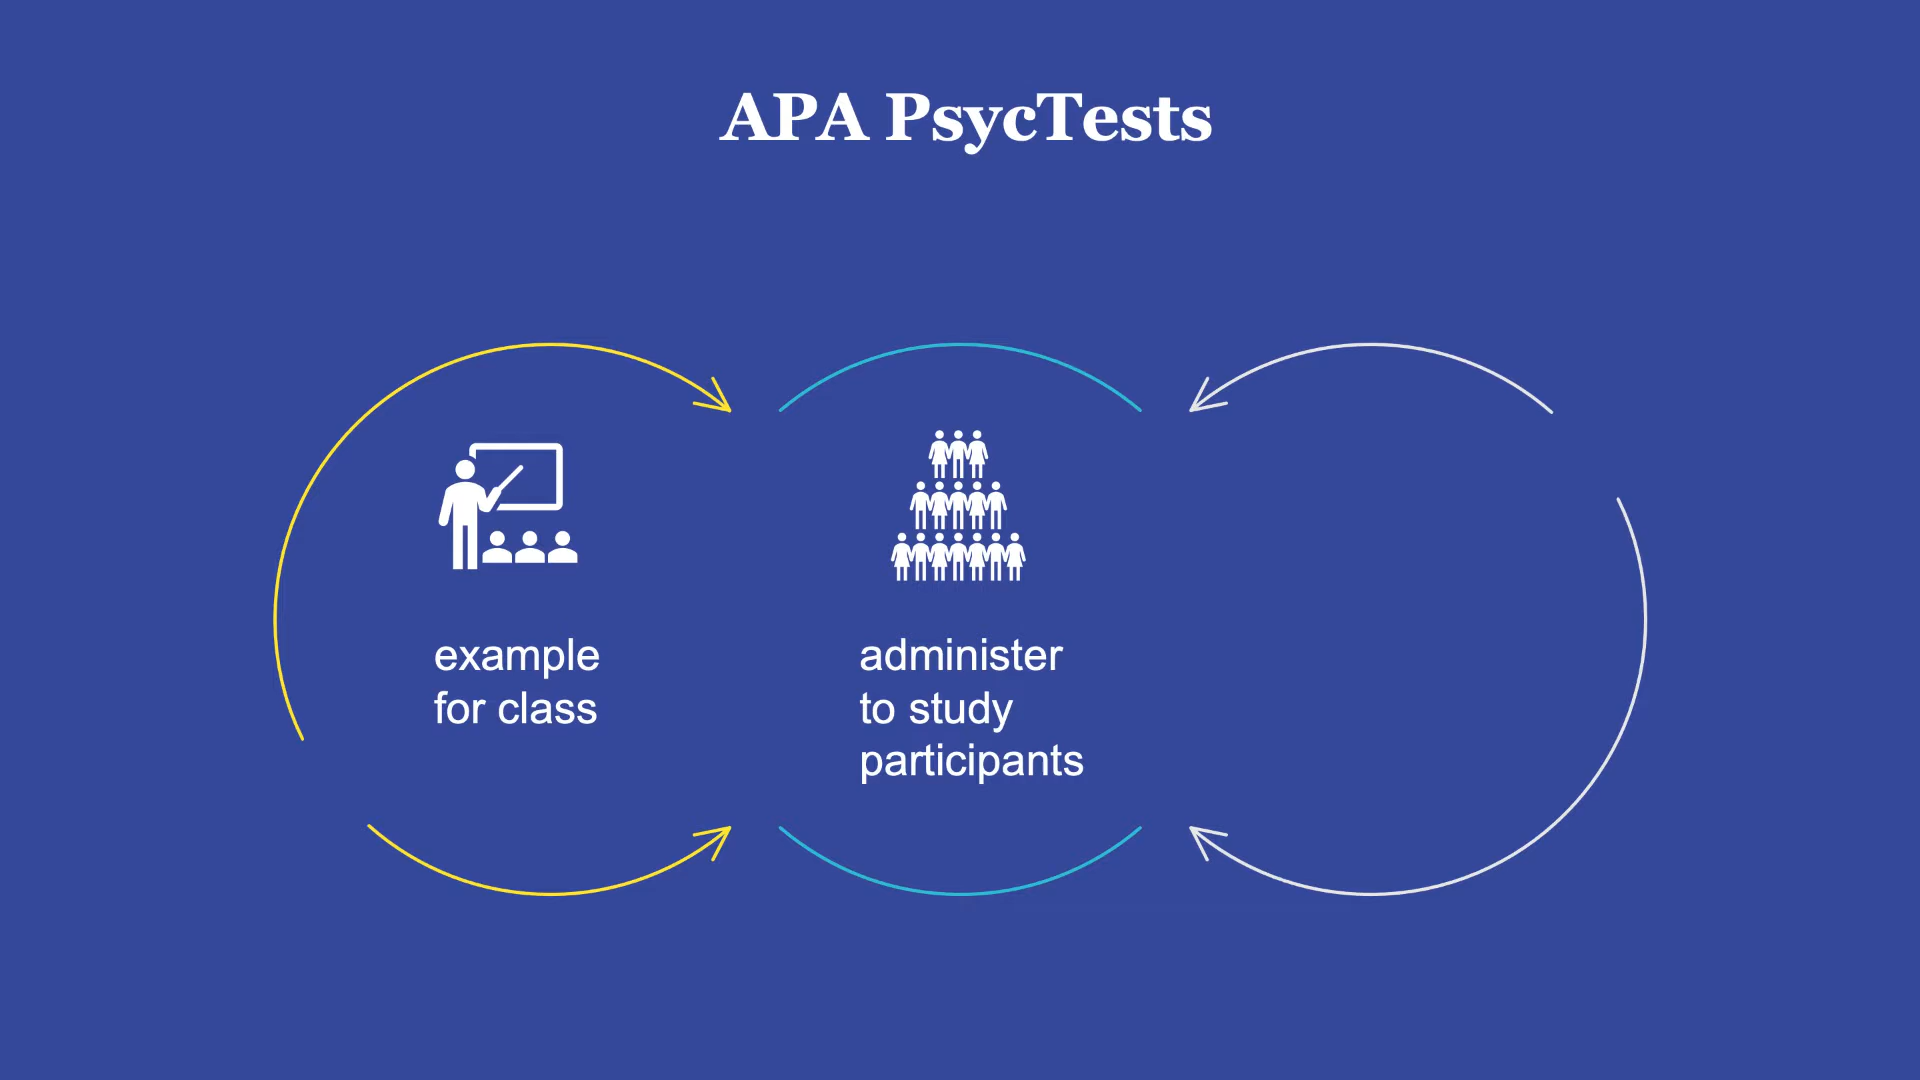 APA PsycTests
example
for class
administer
to study
participants